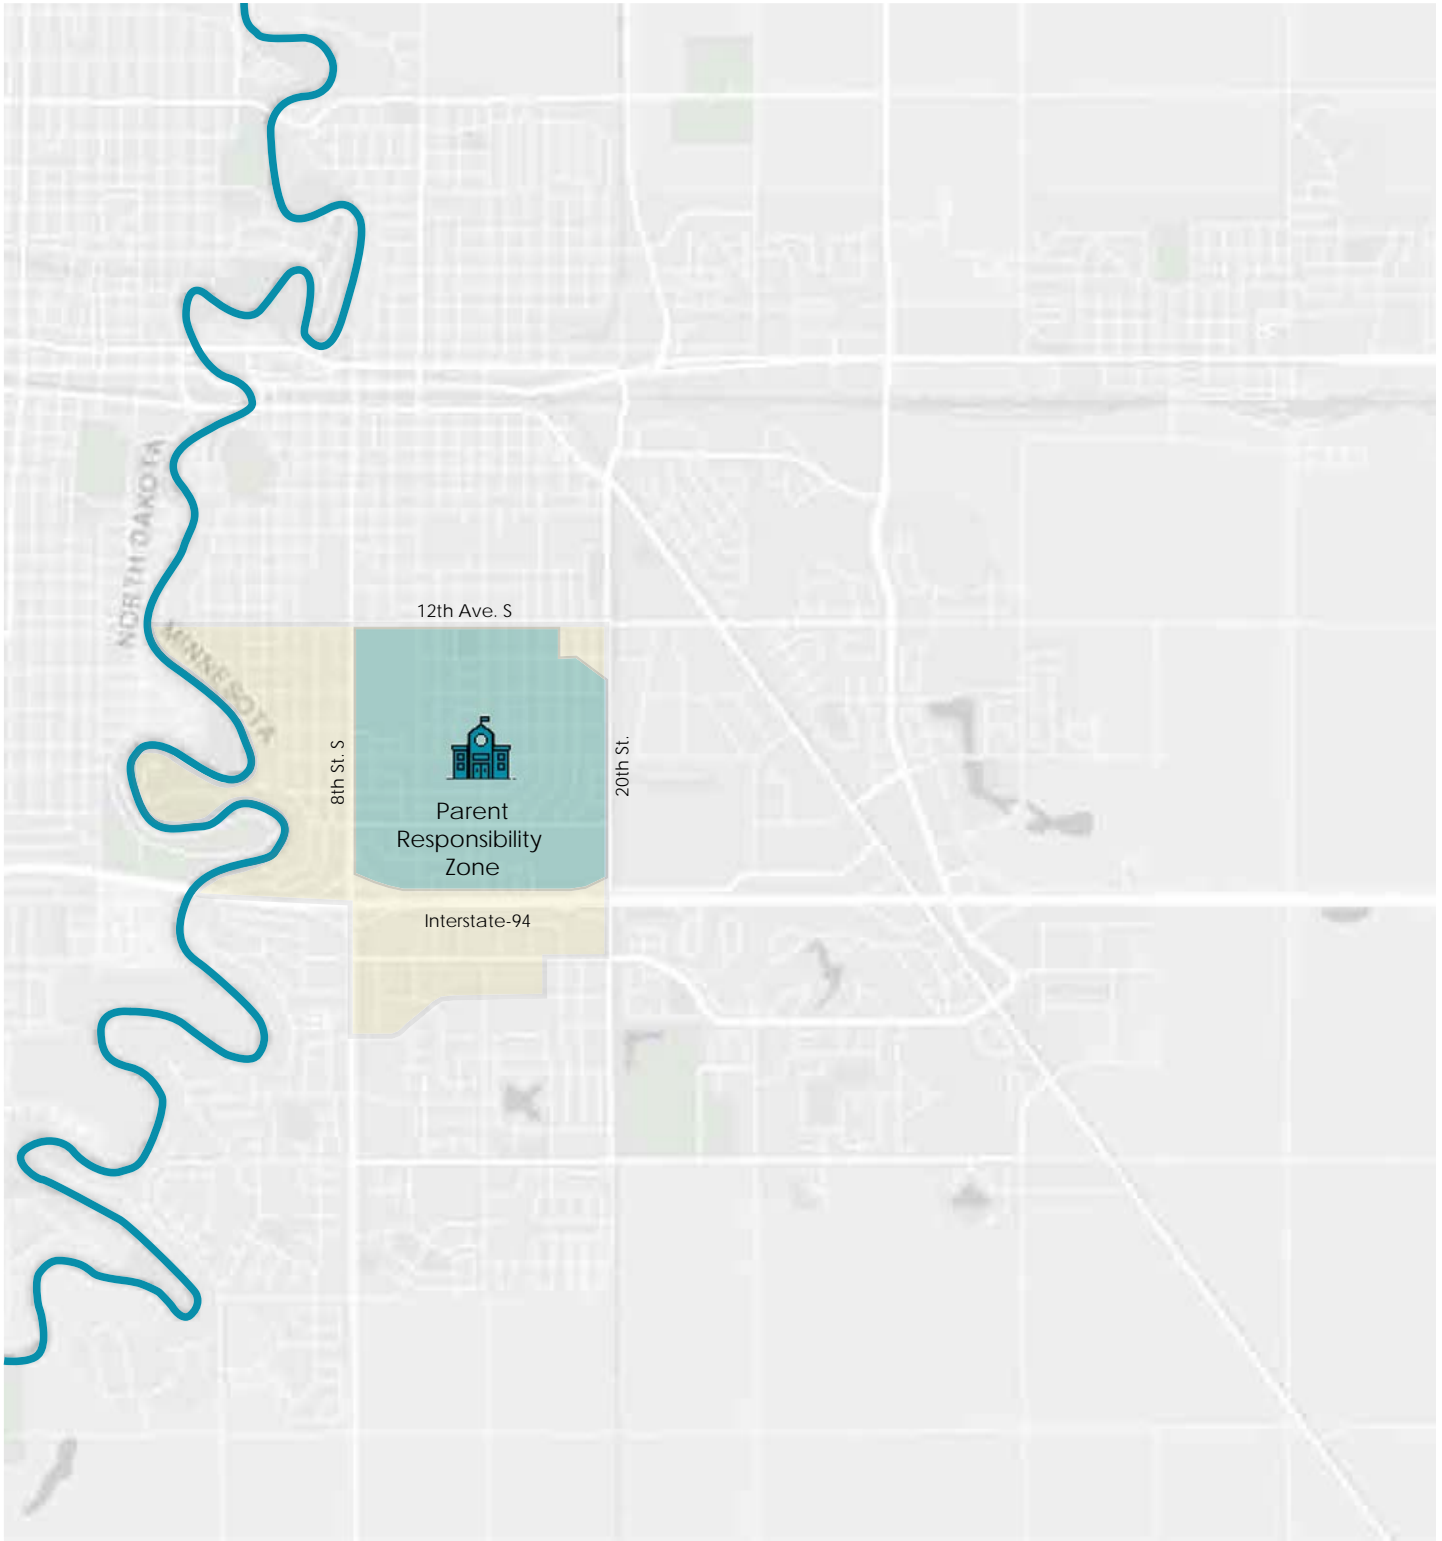 NORTH DAKOTA
MINNESOTA
12th Ave. S
8th St. S
20th St.
Parent
Responsibility
Zone
Interstate-94